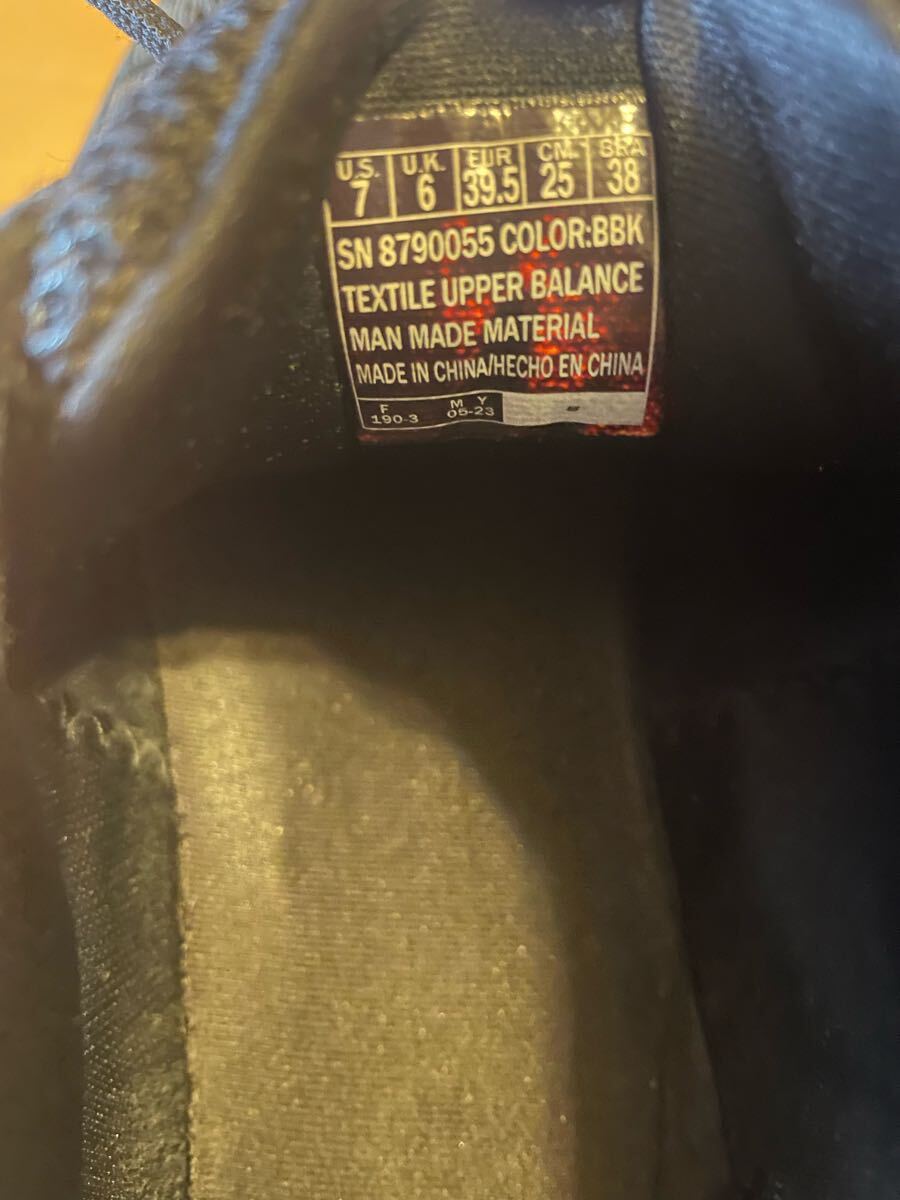 U.S. U.K. EUR CM. BRA
7 6 39.5 25 38
SN 8790055 COLOR:BBK
TEXTILE UPPER BALANCE
MAN MADE MATERIAL
MADE IN CHINA/HECHO EN CHINA
F M Y
190-3 05-23